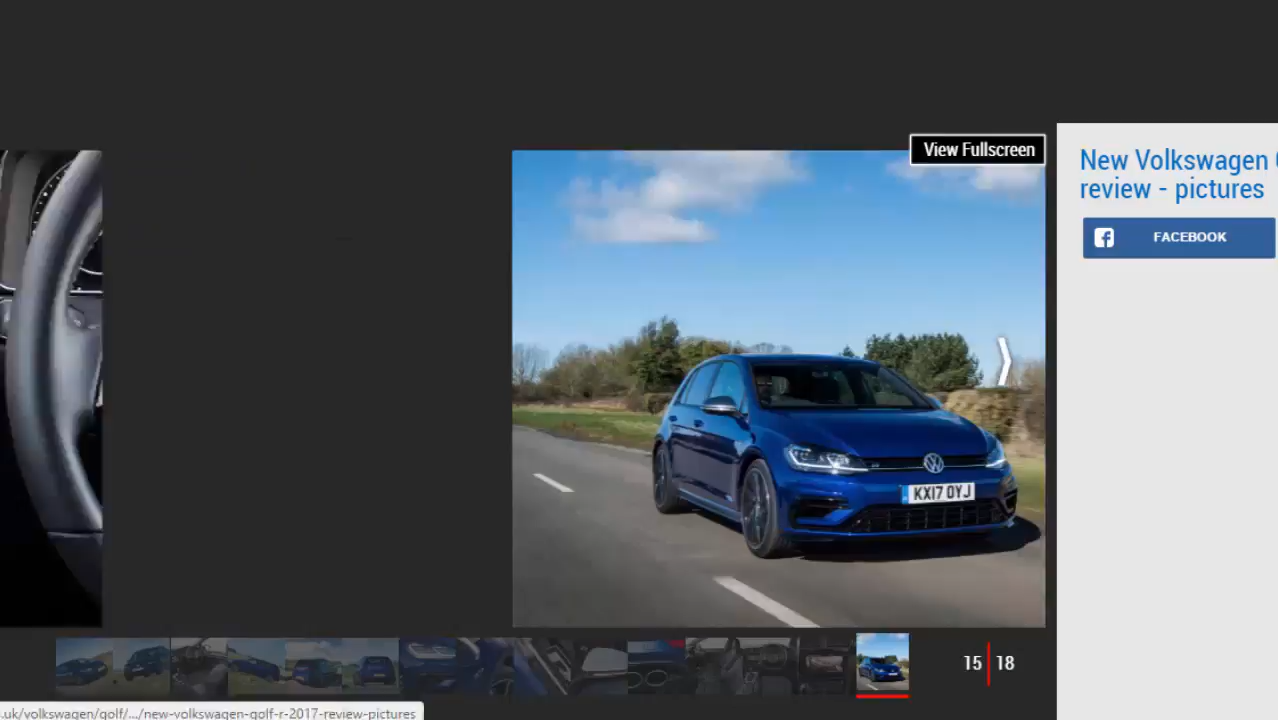 View Fullscreen
New Volkswagen
review - pictures
FACEBOOK
KX17 OYJ
15 18
.uk/volkswagen/golf/.../new-volkswagen-golf-r-2017-review-pictures